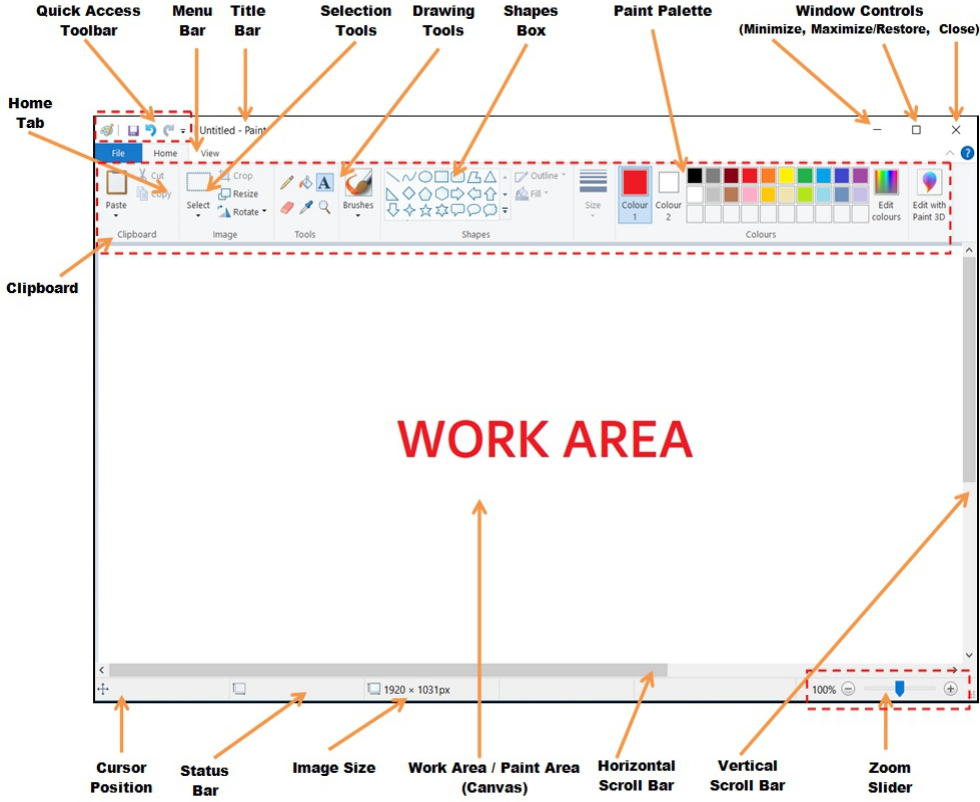 Quick Access Toolbar
Menu Bar
Title Bar
Selection Tools
Drawing Tools
Shapes Box
Paint Palette
Window Controls
(Minimize, Maximize/Restore, Close)
Home Tab
Untitled - Paint
File Home View
Paste
Cut
Copy
Clipboard
Select
Crop
Resize
Rotate
Image
A
Tools
Brushes
Outline
Fill
Shapes
Size
Colour 1
Colour 2
Edit colours
Colours
Edit with Paint 3D
?
Clipboard
WORK AREA
1920 × 1031px
100%
Cursor Position
Status Bar
Image Size
Work Area / Paint Area
(Canvas)
Horizontal Scroll Bar
Vertical Scroll Bar
Zoom Slider